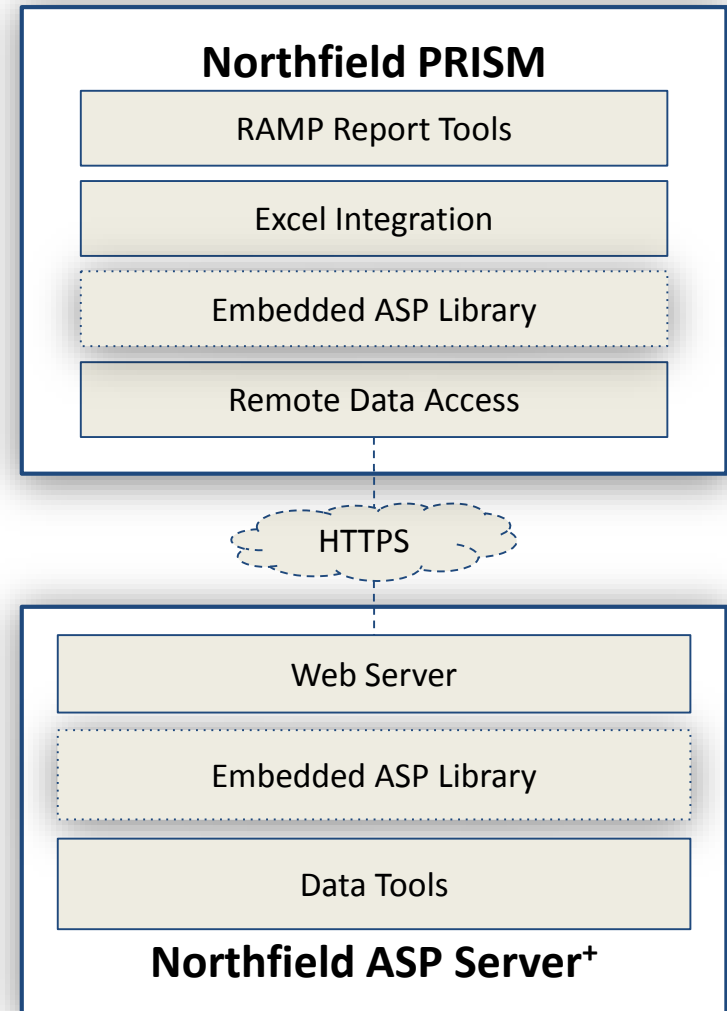 Northfield PRISM
RAMP Report Tools
Excel Integration
Embedded ASP Library
Remote Data Access
HTTPS
Web Server
Embedded ASP Library
Data Tools
Northfield ASP Server⁺